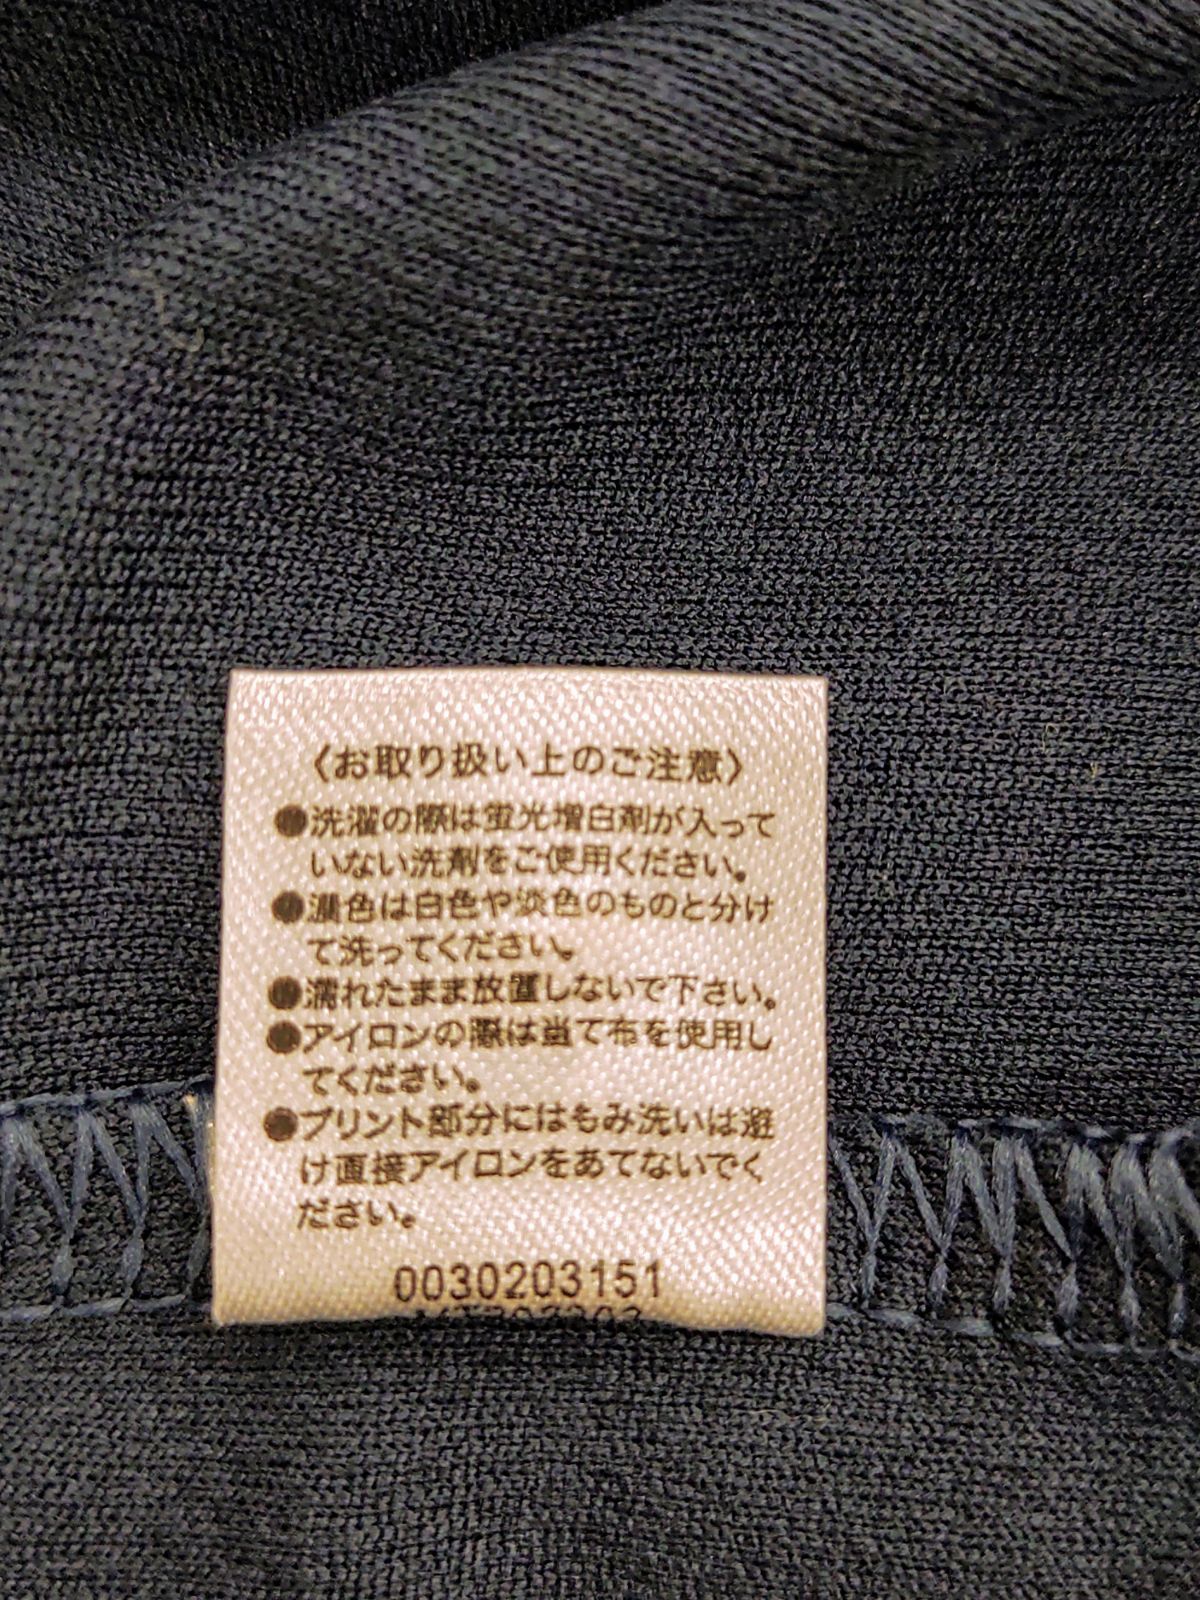 〈お取り扱い上のご注意〉
●洗濯の際は蛍光増白剤が入って
いない洗剤をご使用ください。
●濃色は白色や淡色のものと分け
て洗ってください。
●濡れたまま放置しないで下さい。
●アイロンの際は当て布を使用し
てください。
●プリント部分にはもみ洗いは避
け直接アイロンをあてないでく
ださい。
0030203151